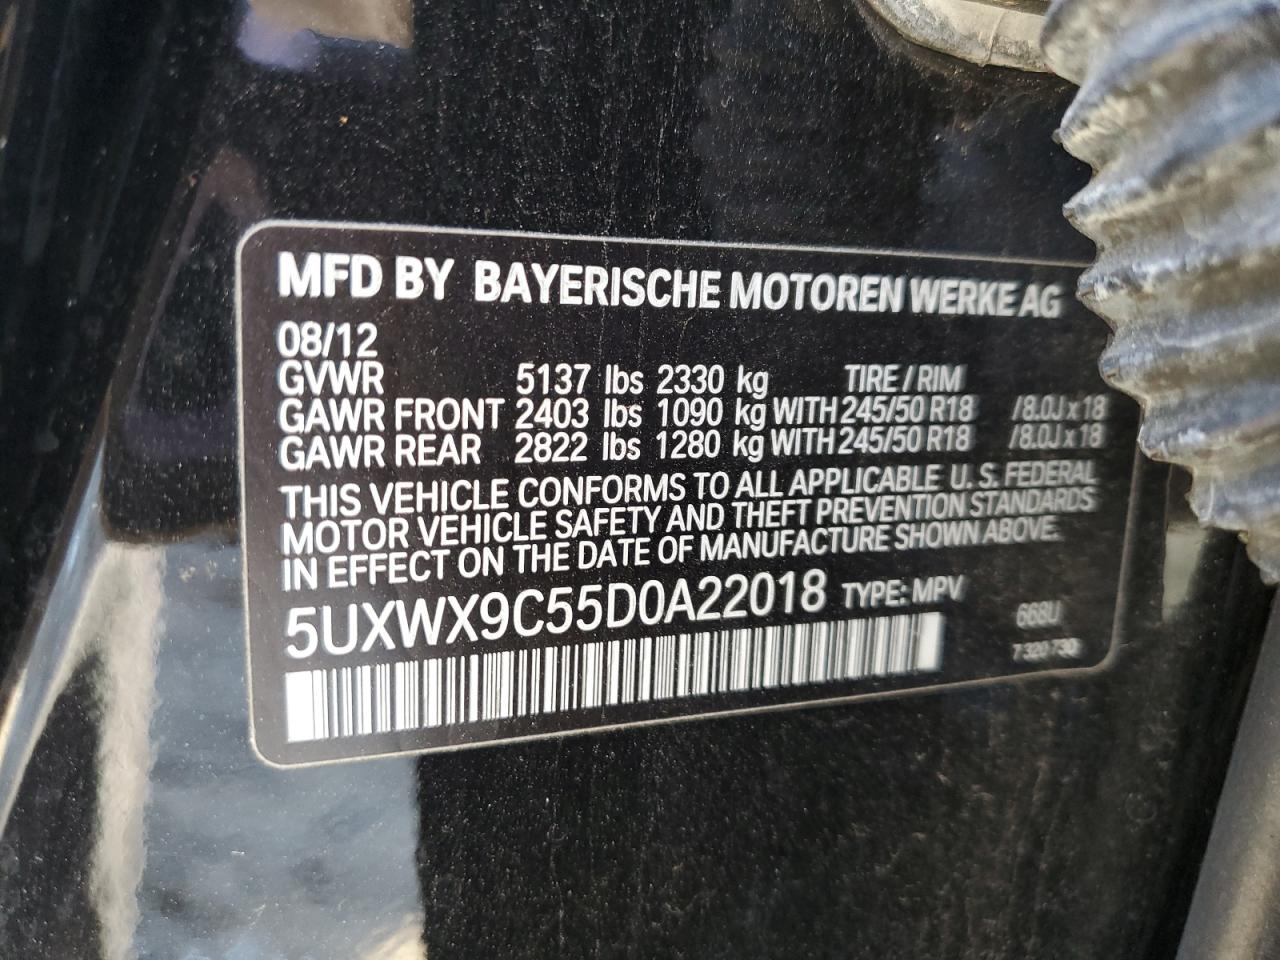 MFD BY BAYERISCHE MOTOREN WERKE AG
08/12
GVWR 5137 lbs 2330 kg TIRE / RIM
GAWR FRONT 2403 lbs 1090 kg WITH 245/50 R18 /8.0J x 18
GAWR REAR 2822 lbs 1280 kg WITH 245/50 R18 /8.0J x 18
THIS VEHICLE CONFORMS TO ALL APPLICABLE U.S. FEDERAL
MOTOR VEHICLE SAFETY AND THEFT PREVENTION STANDARDS
IN EFFECT ON THE DATE OF MANUFACTURE SHOWN ABOVE.
5UXWX9C55D0A22018 TYPE: MPV
668U
7 320 730